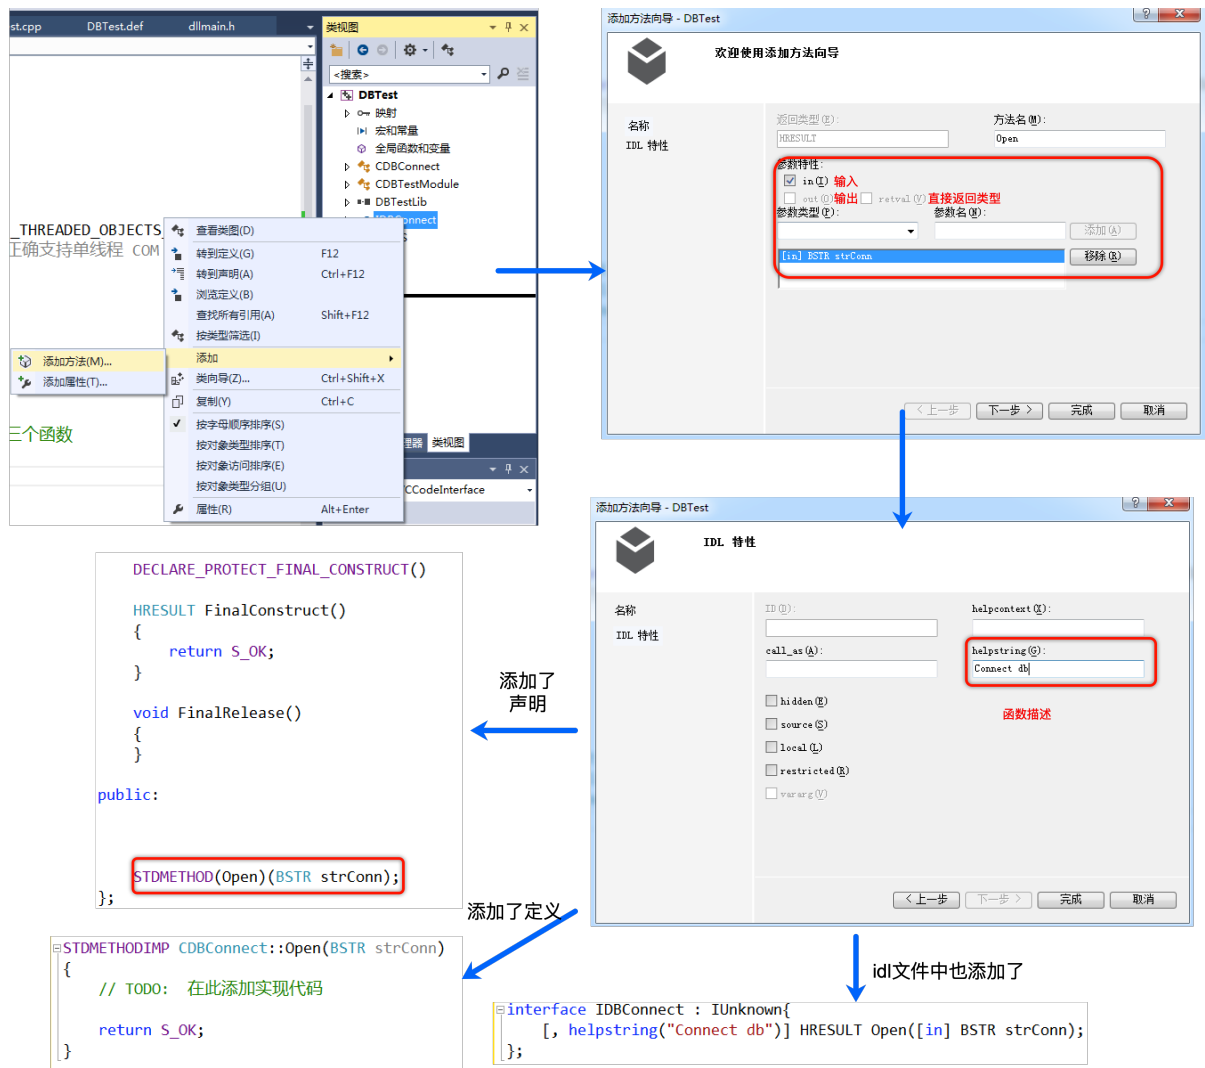 st.cpp DBTest.def dllmain.h
类视图
<搜索>
DBTest
映射
宏和常量
全局函数和变量
CDBConnect
CDBTestModule
DBTestLib
IDBConnect
_THREADED_OBJECTS_
正确支持单线程 COM
三个函数
查看类图(D)
转到定义(G) F12
转到声明(A) Ctrl+F12
浏览定义(B)
查找所有引用(A) Shift+F12
按类型筛选(I)
添加
类向导(Z)... Ctrl+Shift+X
复制(Y) Ctrl+C
按字母顺序排序(S)
按对象类型排序(T)
按对象访问排序(E)
按对象类型分组(U)
属性(R) Alt+Enter
添加方法(M)...
添加属性(T)...
理器 类视图
CCodeInterface
添加方法向导 - DBTest
欢迎使用添加方法向导
名称
IDL 特性
返回类型(E):
方法名(M):
HRESULT
Open
参数特性:
in(I) 输入
out(O)输出 retval(V)直接返回类型
参数类型(P):
参数名(N):
添加(A)
[in] BSTR strConn
移除(R)
< 上一步 下一步 > 完成 取消
添加方法向导 - DBTest
IDL 特性
名称
IDL 特性
ID(D):
helpcontext(X):
call_as(A):
helpstring(G):
Connect db
函数描述
hidden(E)
source(S)
local(L)
restricted(R)
vararg(V)
< 上一步 下一步 > 完成 取消
添加了
声明
DECLARE_PROTECT_FINAL_CONSTRUCT()
HRESULT FinalConstruct()
{
return S_OK;
}
void FinalRelease()
{
}
public:
STDMETHOD(Open)(BSTR strConn);
};
添加了定义
STDMETHODIMP CDBConnect::Open(BSTR strConn)
{
// TODO: 在此添加实现代码
return S_OK;
}
idl文件中也添加了
interface IDBConnect : IUnknown{
[, helpstring("Connect db")] HRESULT Open([in] BSTR strConn);
};